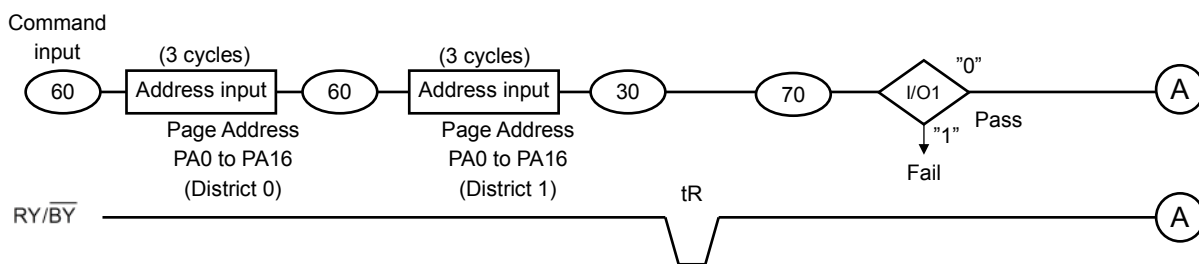 Command
input
(3 cycles)
(3 cycles)
60
Address input
60
Address input
30
70
I/O1
"0"
A
Page Address
PA0 to PA16
(District 0)
Page Address
PA0 to PA16
(District 1)
"1"
Pass
Fail
tR
RY/BY
A